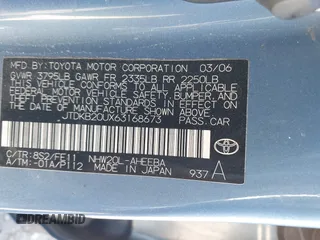 MFD.BY:TOYOTA MOTOR CORPORATION 03/06
GVWR 3795LB GAWR FR 2335LB RR 2250LB
THIS VEHICLE CONFORMS TO ALL APPLICABLE
FEDERAL MOTOR VEHICLE SAFETY, BUMPER, AND
THEFT PREVENTION STANDARDS IN EFFECT ON
THE DATE OF MANUFACTURE SHOWN ABOVE.
JTDKB20UX63168673 PASS.CAR
C/TR:8S2/FE11
A/TM:-01A/P112
NHW20L-AHEEBA
MADE IN JAPAN 937 A
TOYOTA
DREAMBID